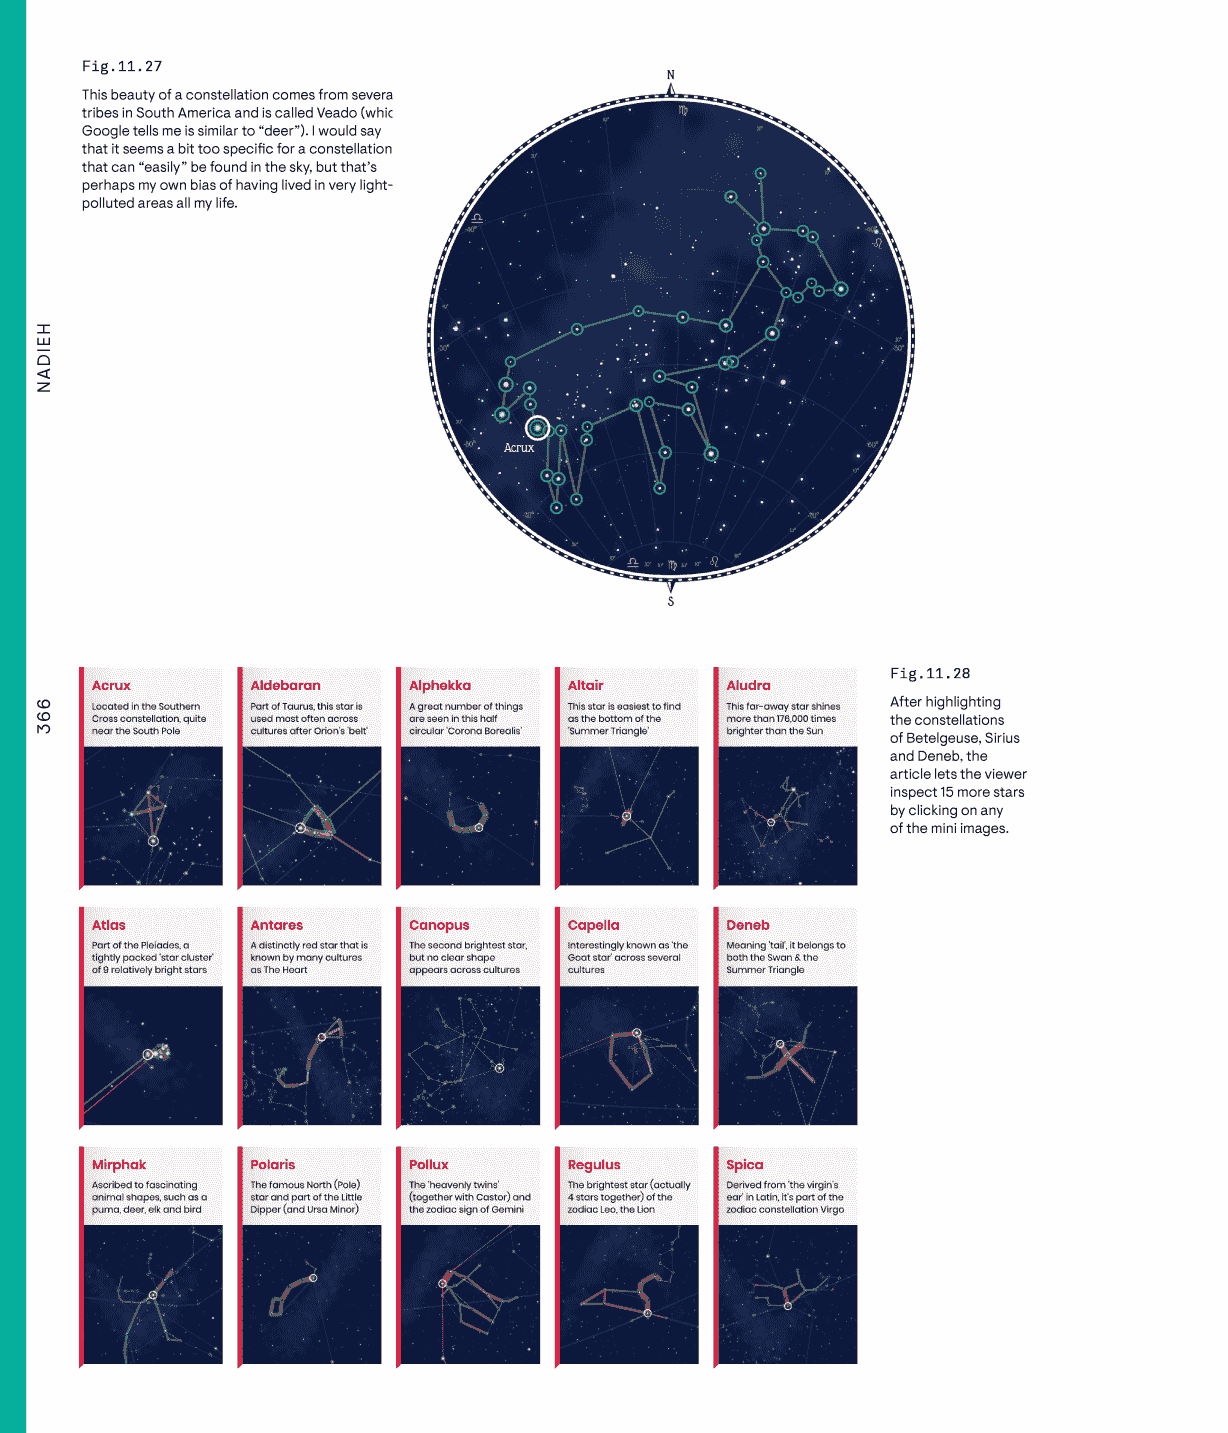 Fig.11.27
This beauty of a constellation comes from severa
tribes in South America and is called Veado (whic
Google tells me is similar to “deer”). I would say
that it seems a bit too specific for a constellation
that can “easily” be found in the sky, but that’s
perhaps my own bias of having lived in very light-
polluted areas all my life.
N
Acrux
S
NADIEH
366
Acrux
Located in the Southern
Cross constellation, quite
near the South Pole
Aldebaran
Part of Taurus, this star is
used most often across
cultures after Orion's 'belt'
Alphekka
A great number of things
are seen in this half
circular 'Corona Borealis'
Altair
This star is easiest to find
as the bottom of the
'Summer Triangle'
Aludra
This far-away star shines
more than 176,000 times
brighter than the Sun
Fig.11.28
After highlighting
the constellations
of Betelgeuse, Sirius
and Deneb, the
article lets the viewer
inspect 15 more stars
by clicking on any
of the mini images.
Atlas
Part of the Pleiades, a
tightly packed 'star cluster'
of 9 relatively bright stars
Antares
A distinctly red star that is
known by many cultures
as The Heart
Canopus
The second brightest star,
but no clear shape
appears across cultures
Capella
Interestingly known as 'the
Goat star' across several
cultures
Deneb
Meaning 'tail', it belongs to
both the Swan & the
Summer Triangle
Mirphak
Ascribed to fascinating
animal shapes, such as a
puma, deer, elk and bird
Polaris
The famous North (Pole)
star and part of the Little
Dipper (and Ursa Minor)
Pollux
The 'heavenly twins'
(together with Castor) and
the zodiac sign of Gemini
Regulus
The brightest star (actually
4 stars together) of the
zodiac Leo, the Lion
Spica
Derived from 'the virgin's
ear' in Latin, it's part of the
zodiac constellation Virgo